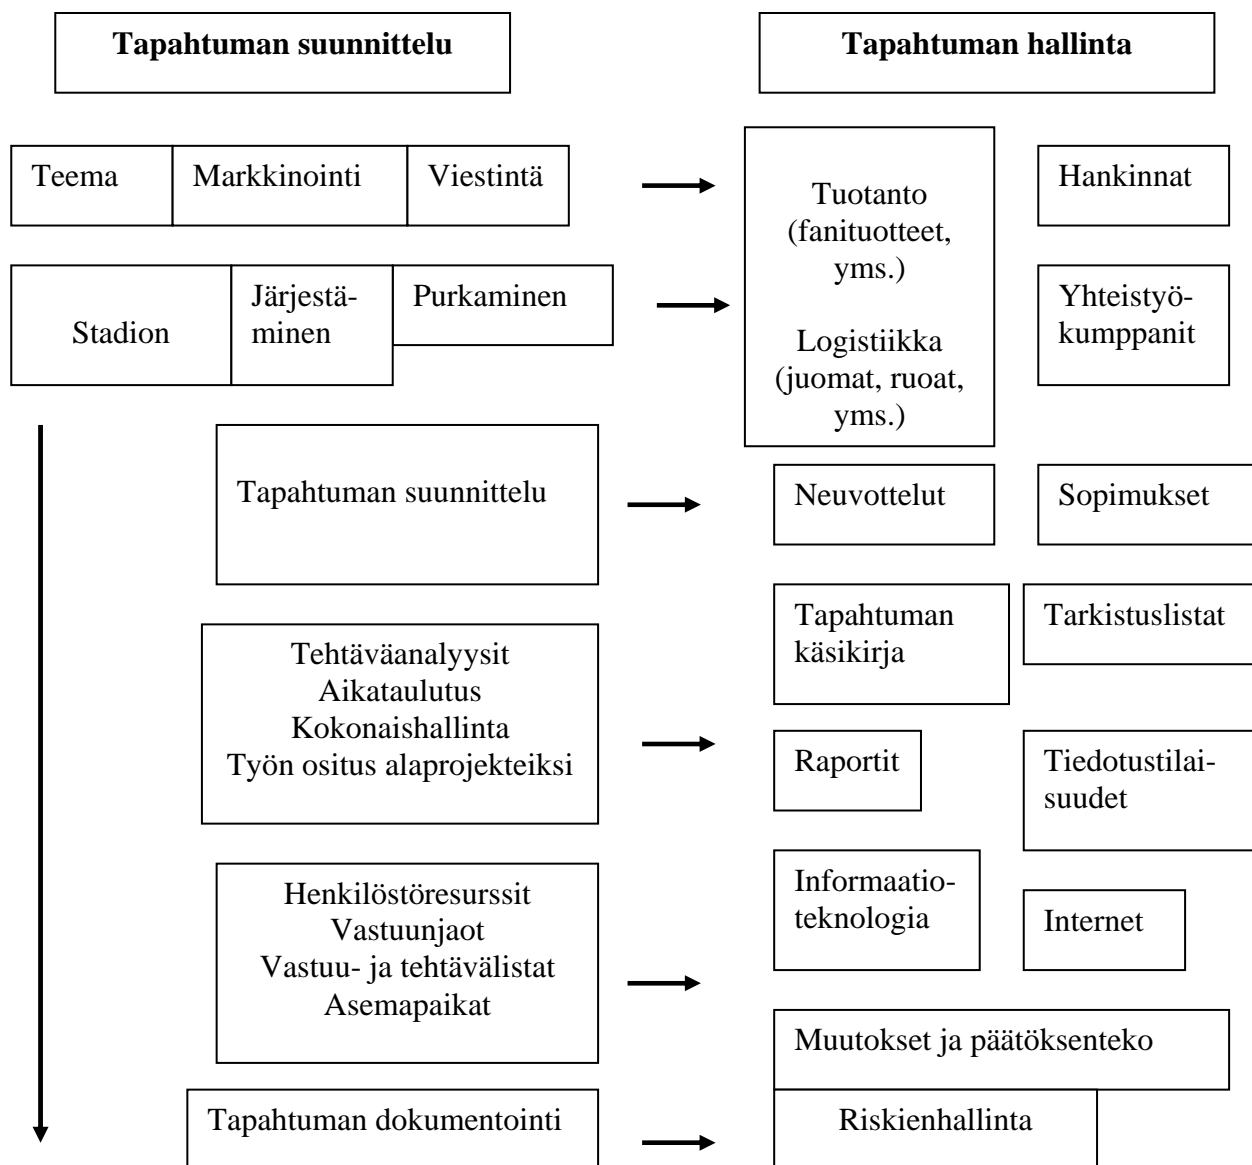 Tapahtuman suunnittelu
Tapahtuman hallinta
Teema
Markkinointi
Viestintä
Tuotanto
(fanituotteet,
yms.)
Logistiikka
(juomat, ruoat,
yms.)
Hankinnat
Stadion
Järjestä-
minen
Purkaminen
Yhteistyö-
kumppanit
Tapahtuman suunnittelu
Neuvottelut
Sopimukset
Tehtäväanalyysit
Aikataulutus
Kokonaishallinta
Työn ositus alaprojekteiksi
Tapahtuman
käsikirja
Tarkistuslistat
Raportit
Tiedotustilai-
suudet
Henkilöstöresurssit
Vastuunjaot
Vastuu- ja tehtävälistat
Asemapaikat
Informaatio-
teknologia
Internet
Muutokset ja päätöksenteko
Tapahtuman dokumentointi
Riskienhallinta